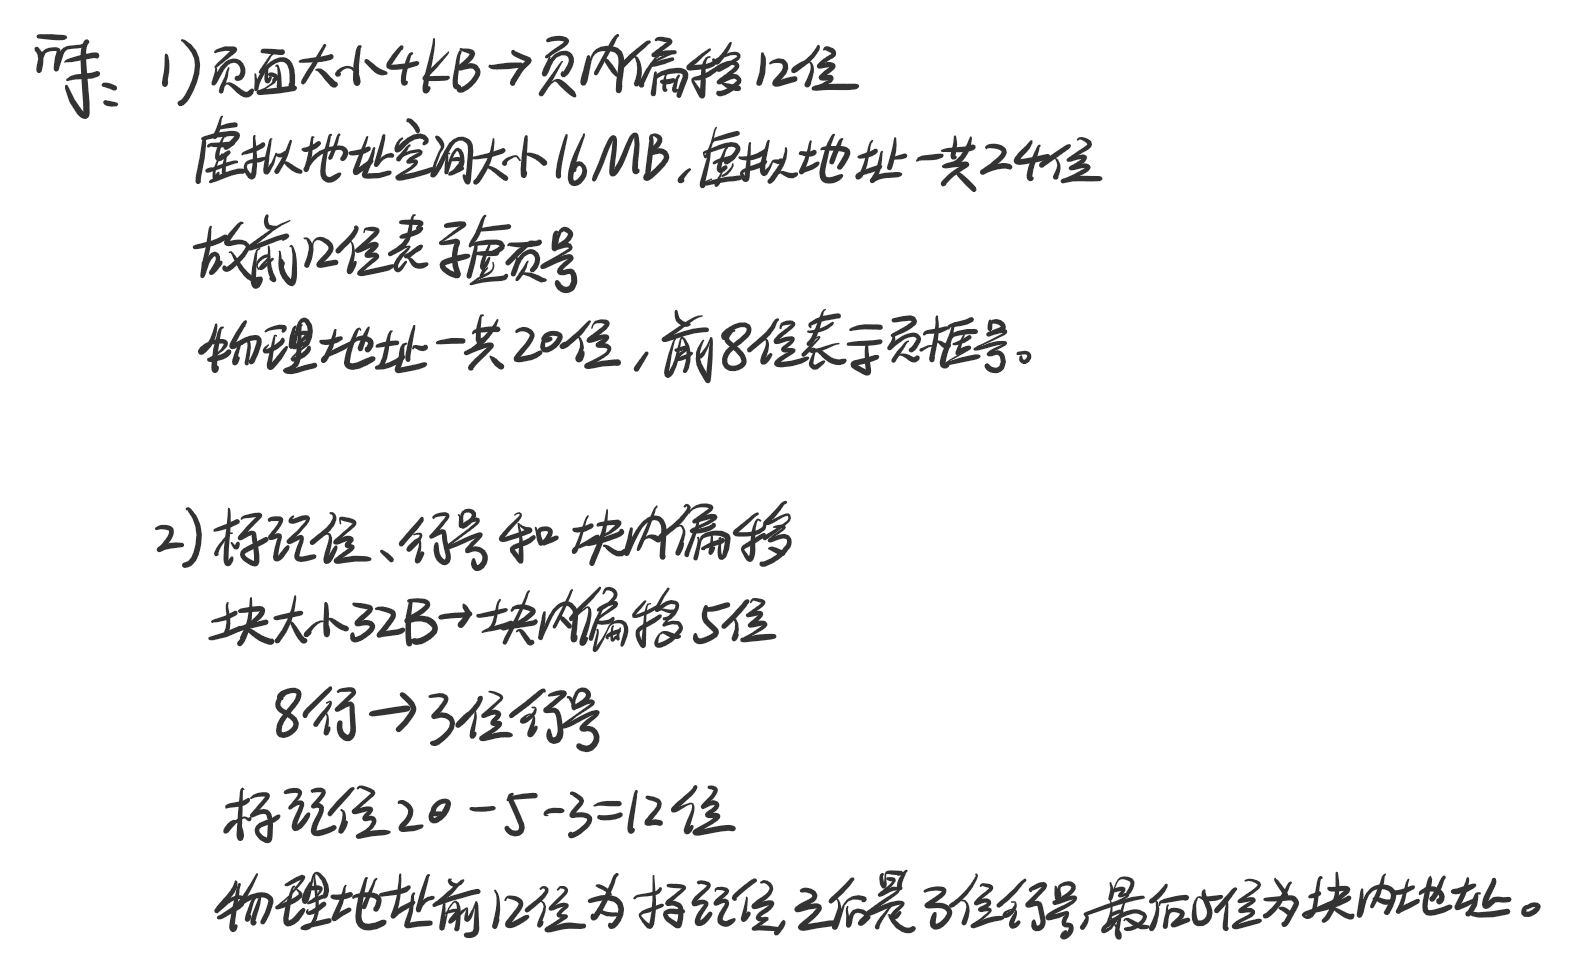 解: 1)页面大小4KB→页内偏移12位
虚拟地址空间大小16MB,虚拟地址一共24位
故前12位表示虚页号
物理地址一共20位,前8位表示页框号。
2)标记位、行号和块内偏移
块大小32B→块内偏移5位
8行→3位行号
标记位20-5-3=12位
物理地址前12位为标记位,之后是3位行号,最后5位为块内地址。